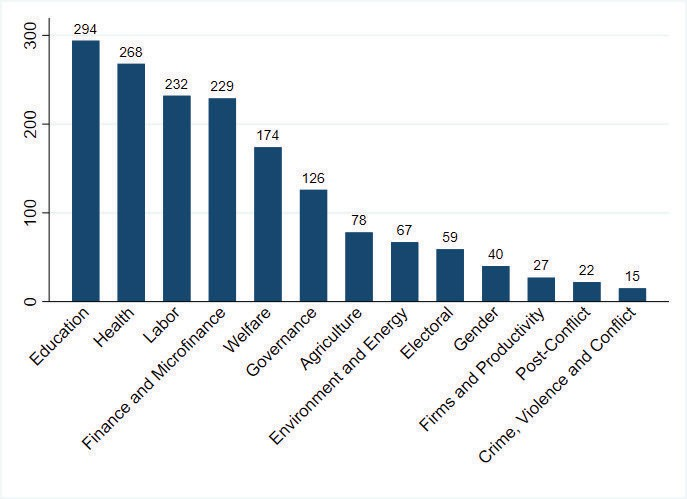 300
200
100
0
294
268
232
229
174
126
78
67
59
40
27
22
15
Education
Health
Labor
Finance and Microfinance
Welfare
Governance
Agriculture
Environment and Energy
Electoral
Gender
Firms and Productivity
Post-Conflict
Crime, Violence and Conflict